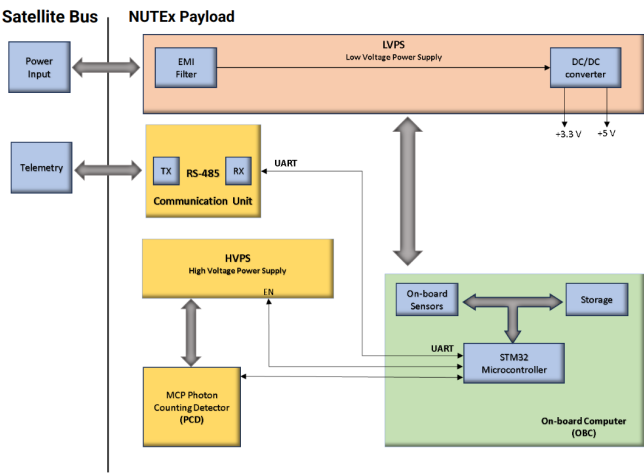 Satellite Bus
NUTEx Payload
Power
Input
LVPS
Low Voltage Power Supply
EMI
Filter
DC/DC
converter
+3.3 V
+5 V
Telemetry
TX
RS-485
RX
Communication Unit
UART
HVPS
High Voltage Power Supply
EN
On-board
Sensors
Storage
UART
STM32
Microcontroller
MCP Photon
Counting Detector
(PCD)
On-board Computer
(OBC)